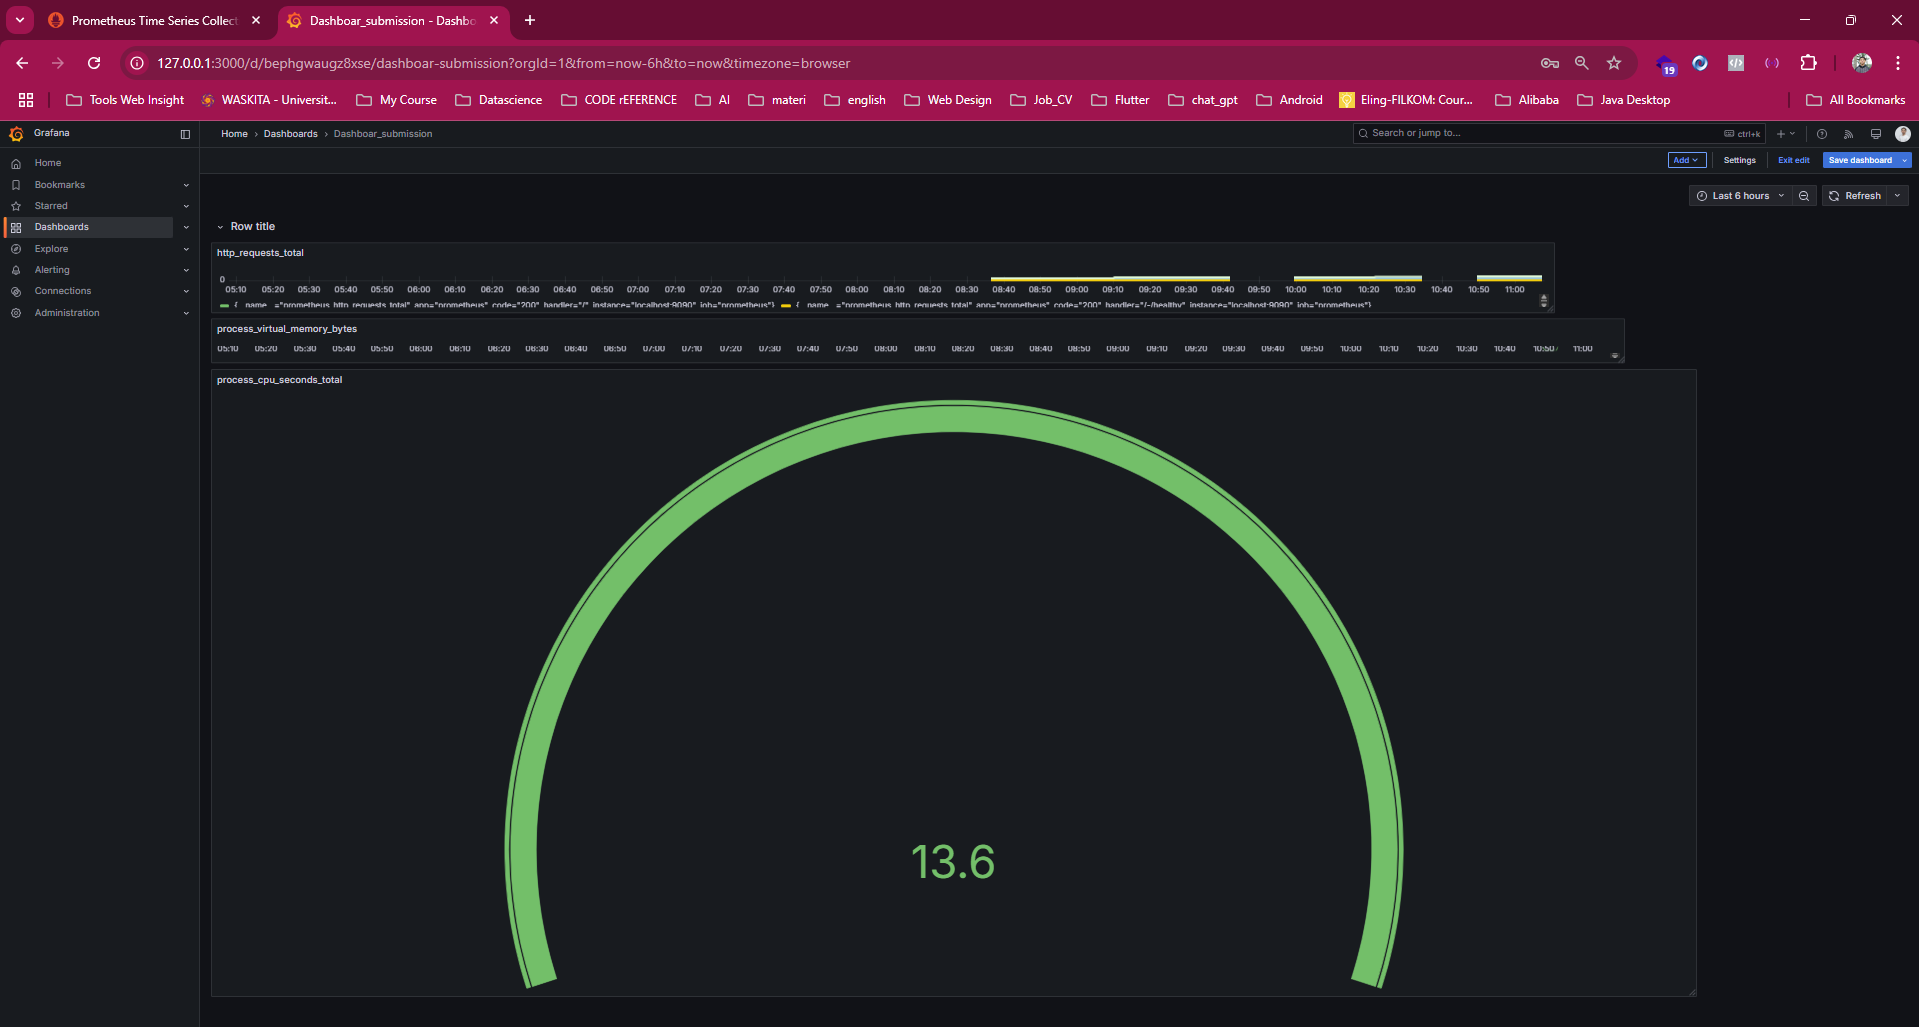 Prometheus Time Series Collect
Dashboar_submission - Dashbo
127.0.0.1:3000/d/bephgwaugz8xse/dashboar-submission?orgId=1&from=now-6h&to=now&timezone=browser
19
Tools Web Insight
WASKITA - Universit...
My Course
Datascience
CODE rEFERENCE
AI
materi
english
Web Design
Job_CV
Flutter
chat_gpt
Android
Eling-FILKOM: Cour...
Alibaba
Java Desktop
All Bookmarks
Grafana
Home › Dashboards › Dashboar_submission
Search or jump to...
ctrl+k
Home
Bookmarks
Starred
Dashboards
Explore
Alerting
Connections
Administration
Add
Settings
Exit edit
Save dashboard
Last 6 hours
Refresh
Row title
http_requests_total
0
05:10 05:20 05:30 05:40 05:50 06:00 06:10 06:20 06:30 06:40 06:50 07:00 07:10 07:20 07:30 07:40 07:50 08:00 08:10 08:20 08:30 08:40 08:50 09:00 09:10 09:20 09:30 09:40 09:50 10:00 10:10 10:20 10:30 10:40 10:50 11:00
{__name__="prometheus_http_requests_total", app="prometheus", code="200", handler="/", instance="localhost:9090", job="prometheus"} {__name__="prometheus_http_requests_total", app="prometheus", code="200", handler="/-/healthy", instance="localhost:9090", job="prometheus"}
process_virtual_memory_bytes
05:10 05:20 05:30 05:40 05:50 06:00 06:10 06:20 06:30 06:40 06:50 07:00 07:10 07:20 07:30 07:40 07:50 08:00 08:10 08:20 08:30 08:40 08:50 09:00 09:10 09:20 09:30 09:40 09:50 10:00 10:10 10:20 10:30 10:40 10:50 11:00
process_cpu_seconds_total
13.6